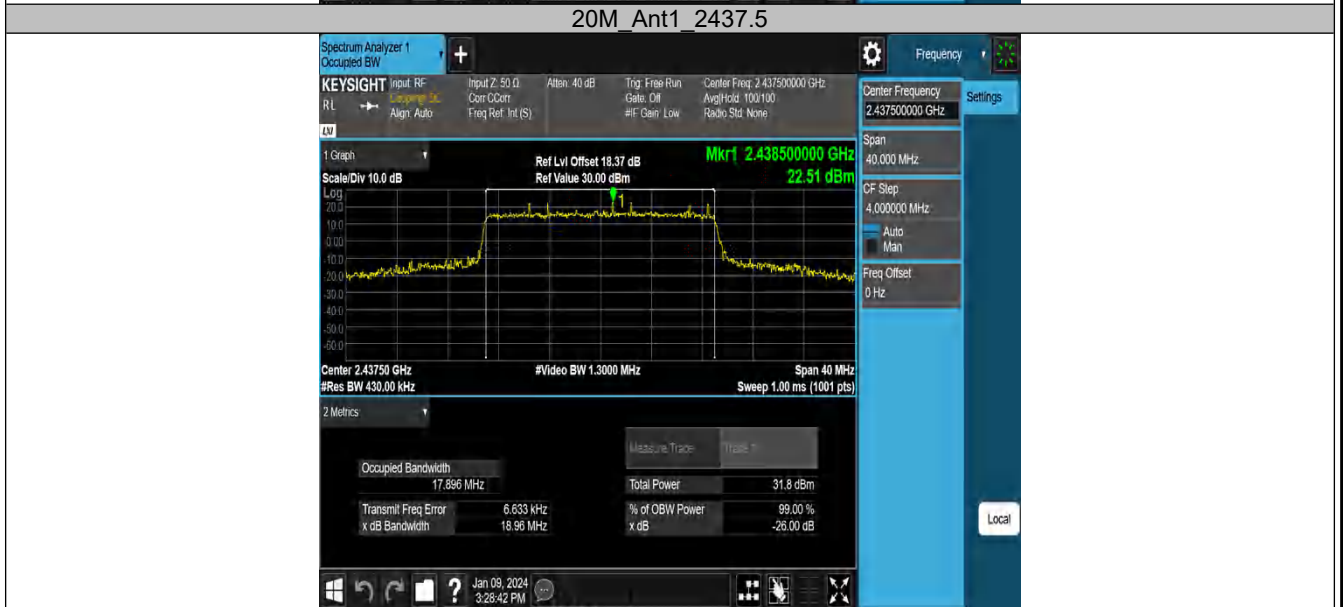 20M_Ant1_2437.5
Spectrum Analyzer 1
Occupied BW
+
Frequency
KEYSIGHT
Input: RF
RL
Align: Auto
Input Z: 50 Ω
Corr CCorr
Freq Ref: Int (S)
Atten: 40 dB
Trig: Free Run
Gate: Off
#IF Gain: Low
Center Freq: 2.437500000 GHz
Avg|Hold: 100/100
Radio Std: None
LXI
Center Frequency
2.437500000 GHz
Settings
Span
40.000 MHz
CF Step
4.000000 MHz
Auto
Man
Freq Offset
0 Hz
1 Graph
Scale/Div 10.0 dB
Ref Lvl Offset 18.37 dB
Ref Value 30.00 dBm
Mkr1 2.438500000 GHz
22.51 dBm
Log
20.0
10.0
0.00
-10.0
-20.0
-30.0
-40.0
-50.0
-60.0
1
Center 2.43750 GHz
#Video BW 1.3000 MHz
Span 40 MHz
#Res BW 430.00 kHz
Sweep 1.00 ms (1001 pts)
2 Metrics
Measure Trace
Trace 1
Occupied Bandwidth
17.896 MHz
Total Power
31.8 dBm
Transmit Freq Error
6.633 kHz
% of OBW Power
99.00 %
x dB Bandwidth
18.96 MHz
x dB
-26.00 dB
Local
?
Jan 09, 2024
3:28:42 PM